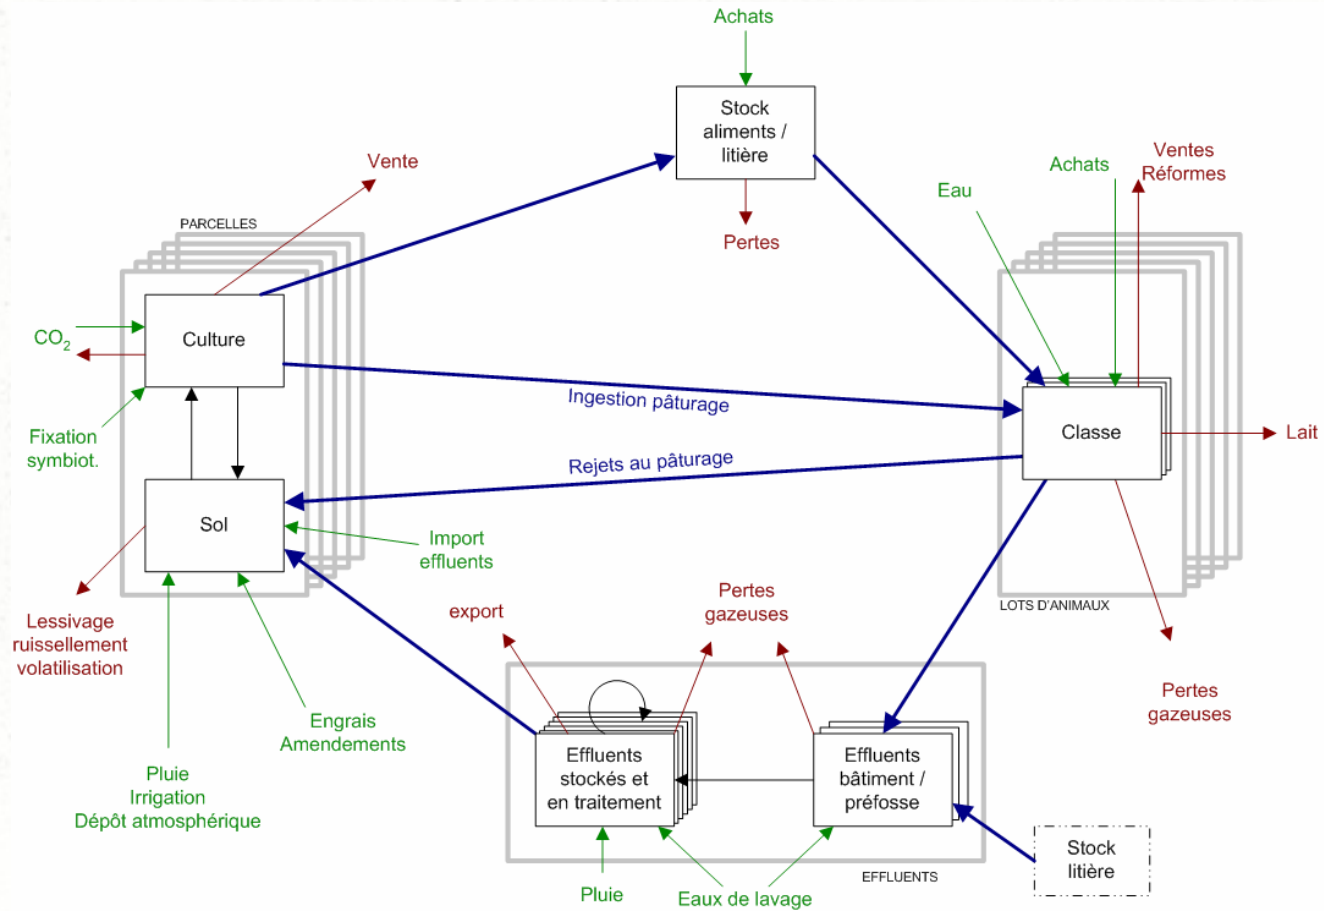 Achats
Stock
aliments /
litière
Pertes
Vente
PARCELLES
Eau
Achats
Ventes
Réformes
CO2
Culture
Fixation
symbiot.
Ingestion pâturage
Classe
Lait
Rejets au pâturage
Sol
Import
effluents
LOTS D'ANIMAUX
Lessivage
ruissellement
volatilisation
export
Pertes
gazeuses
Pertes
gazeuses
Engrais
Amendements
Pluie
Irrigation
Dépôt atmosphérique
Effluents
stockés et
en traitement
Effluents
bâtiment /
préfosse
Stock
litière
EFFLUENTS
Pluie
Eaux de lavage